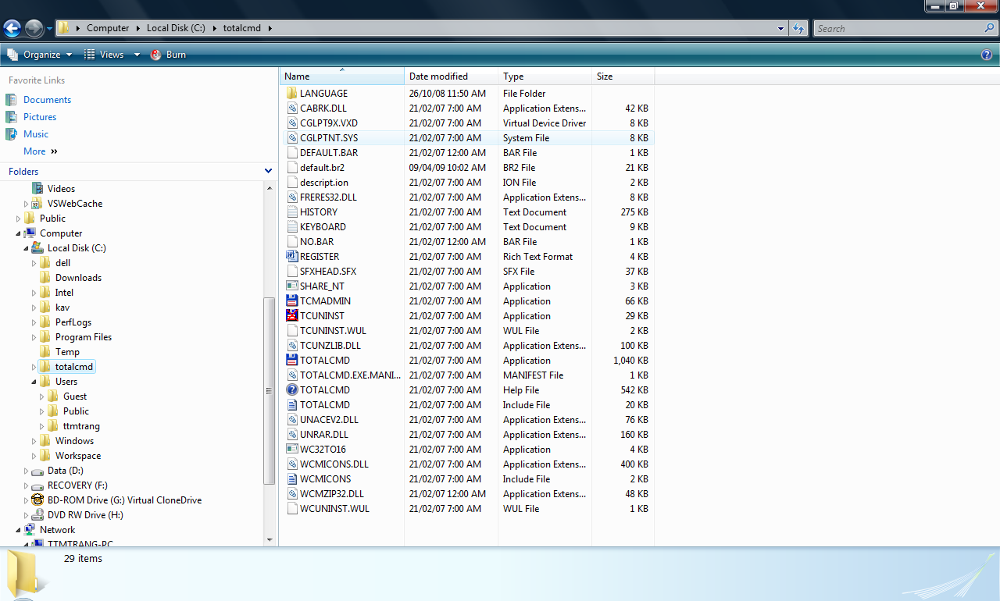 Computer Local Disk (C:) totalcmd Search
Organize Views Burn
Favorite Links
Documents
Pictures
Music
More »
Folders
Videos
VSWebCache
Public
Computer
Local Disk (C:)
dell
Downloads
Intel
kav
PerfLogs
Program Files
Temp
totalcmd
Users
Guest
Public
ttmtrang
Windows
Workspace
Data (D:)
RECOVERY (F:)
BD-ROM Drive (G:) Virtual CloneDrive
DVD RW Drive (H:)
Network
TTMTRANG-PC
Name Date modified Type Size
LANGUAGE 26/10/08 11:50 AM File Folder
CABRK.DLL 21/02/07 7:00 AM Application Extens... 42 KB
CGLPT9X.VXD 21/02/07 7:00 AM Virtual Device Driver 8 KB
CGLPTNT.SYS 21/02/07 7:00 AM System File 8 KB
DEFAULT.BAR 21/02/07 12:00 AM BAR File 1 KB
default.br2 09/04/09 10:02 AM BR2 File 21 KB
descript.ion 21/02/07 7:00 AM ION File 2 KB
FRERES32.DLL 21/02/07 7:00 AM Application Extens... 8 KB
HISTORY 21/02/07 7:00 AM Text Document 275 KB
KEYBOARD 21/02/07 7:00 AM Text Document 9 KB
NO.BAR 21/02/07 12:00 AM BAR File 1 KB
REGISTER 21/02/07 7:00 AM Rich Text Format 4 KB
SFXHEAD.SFX 21/02/07 7:00 AM SFX File 37 KB
SHARE_NT 21/02/07 7:00 AM Application 3 KB
TCMADMIN 21/02/07 7:00 AM Application 66 KB
TCUNINST 21/02/07 7:00 AM Application 29 KB
TCUNINST.WUL 21/02/07 7:00 AM WUL File 2 KB
TCUNZLIB.DLL 21/02/07 7:00 AM Application Extens... 100 KB
TOTALCMD 21/02/07 7:00 AM Application 1,040 KB
TOTALCMD.EXE.MANI... 21/02/07 7:00 AM MANIFEST File 1 KB
TOTALCMD 21/02/07 7:00 AM Help File 542 KB
TOTALCMD 21/02/07 7:00 AM Include File 20 KB
UNACEV2.DLL 21/02/07 7:00 AM Application Extens... 76 KB
UNRAR.DLL 21/02/07 7:00 AM Application Extens... 160 KB
WC32TO16 21/02/07 7:00 AM Application 4 KB
WCMICONS.DLL 21/02/07 7:00 AM Application Extens... 400 KB
WCMICONS 21/02/07 7:00 AM Include File 2 KB
WCMZIP32.DLL 21/02/07 12:00 AM Application Extens... 48 KB
WCUNINST.WUL 21/02/07 7:00 AM WUL File 1 KB
29 items